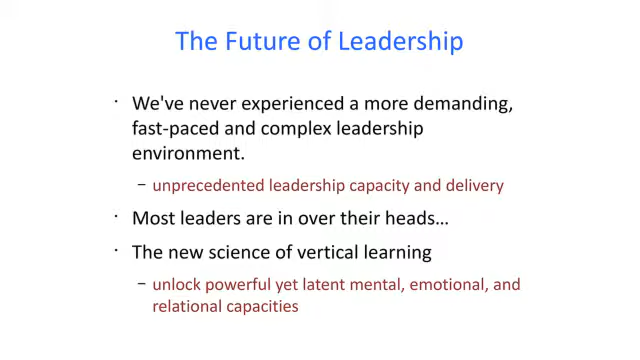 The Future of Leadership
· We've never experienced a more demanding,
fast-paced and complex leadership
environment.
– unprecedented leadership capacity and delivery
· Most leaders are in over their heads…
· The new science of vertical learning
– unlock powerful yet latent mental, emotional, and
relational capacities